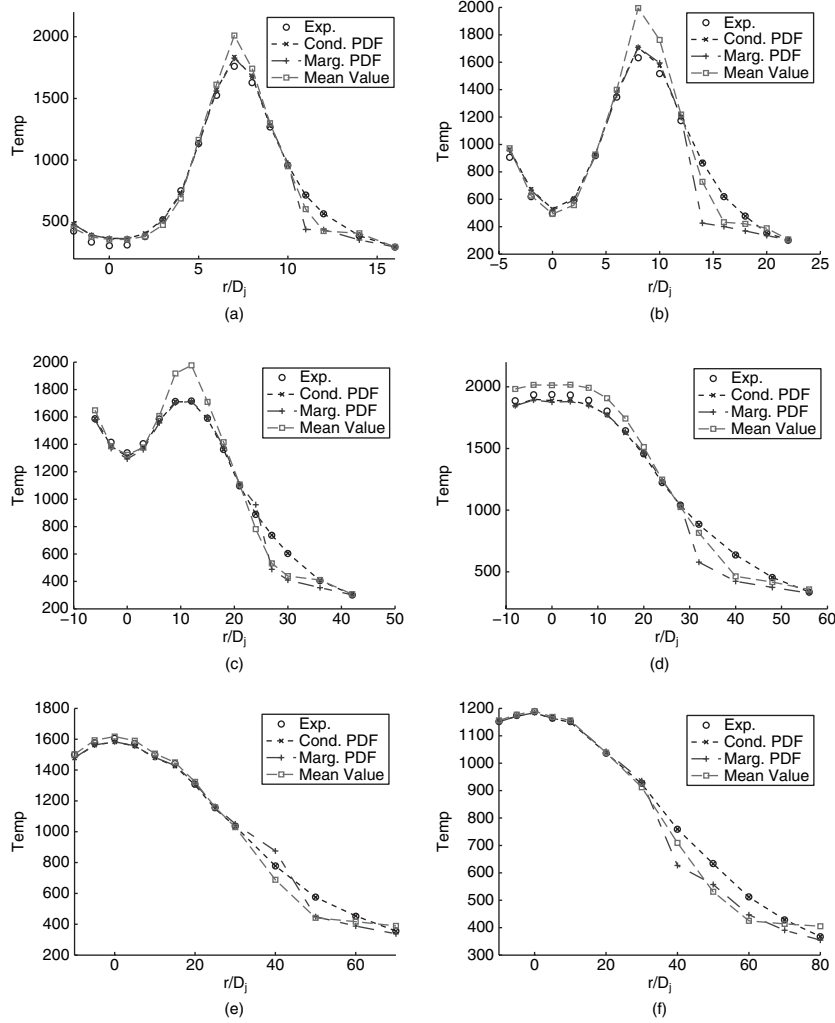 Exp.
Cond. PDF
Marg. PDF
Mean Value
2000
1500
1000
500
Temp
0 5 10 15
r/Dj
(a)
Exp.
Cond. PDF
Marg. PDF
Mean Value
2000
1800
1600
1400
1200
1000
800
600
400
200
Temp
−5 0 5 10 15 20 25
r/Dj
(b)
Exp.
Cond. PDF
Marg. PDF
Mean Value
2000
1800
1600
1400
1200
1000
800
600
400
200
Temp
−10 0 10 20 30 40 50
r/Dj
(c)
Exp.
Cond. PDF
Marg. PDF
Mean Value
2000
1500
1000
500
Temp
−10 0 10 20 30 40 50 60
r/Dj
(d)
Exp.
Cond. PDF
Marg. PDF
Mean Value
1800
1600
1400
1200
1000
800
600
400
200
Temp
0 20 40 60
r/Dj
(e)
Exp.
Cond. PDF
Marg. PDF
Mean Value
1200
1100
1000
900
800
700
600
500
400
300
Temp
0 20 40 60 80
r/Dj
(f)